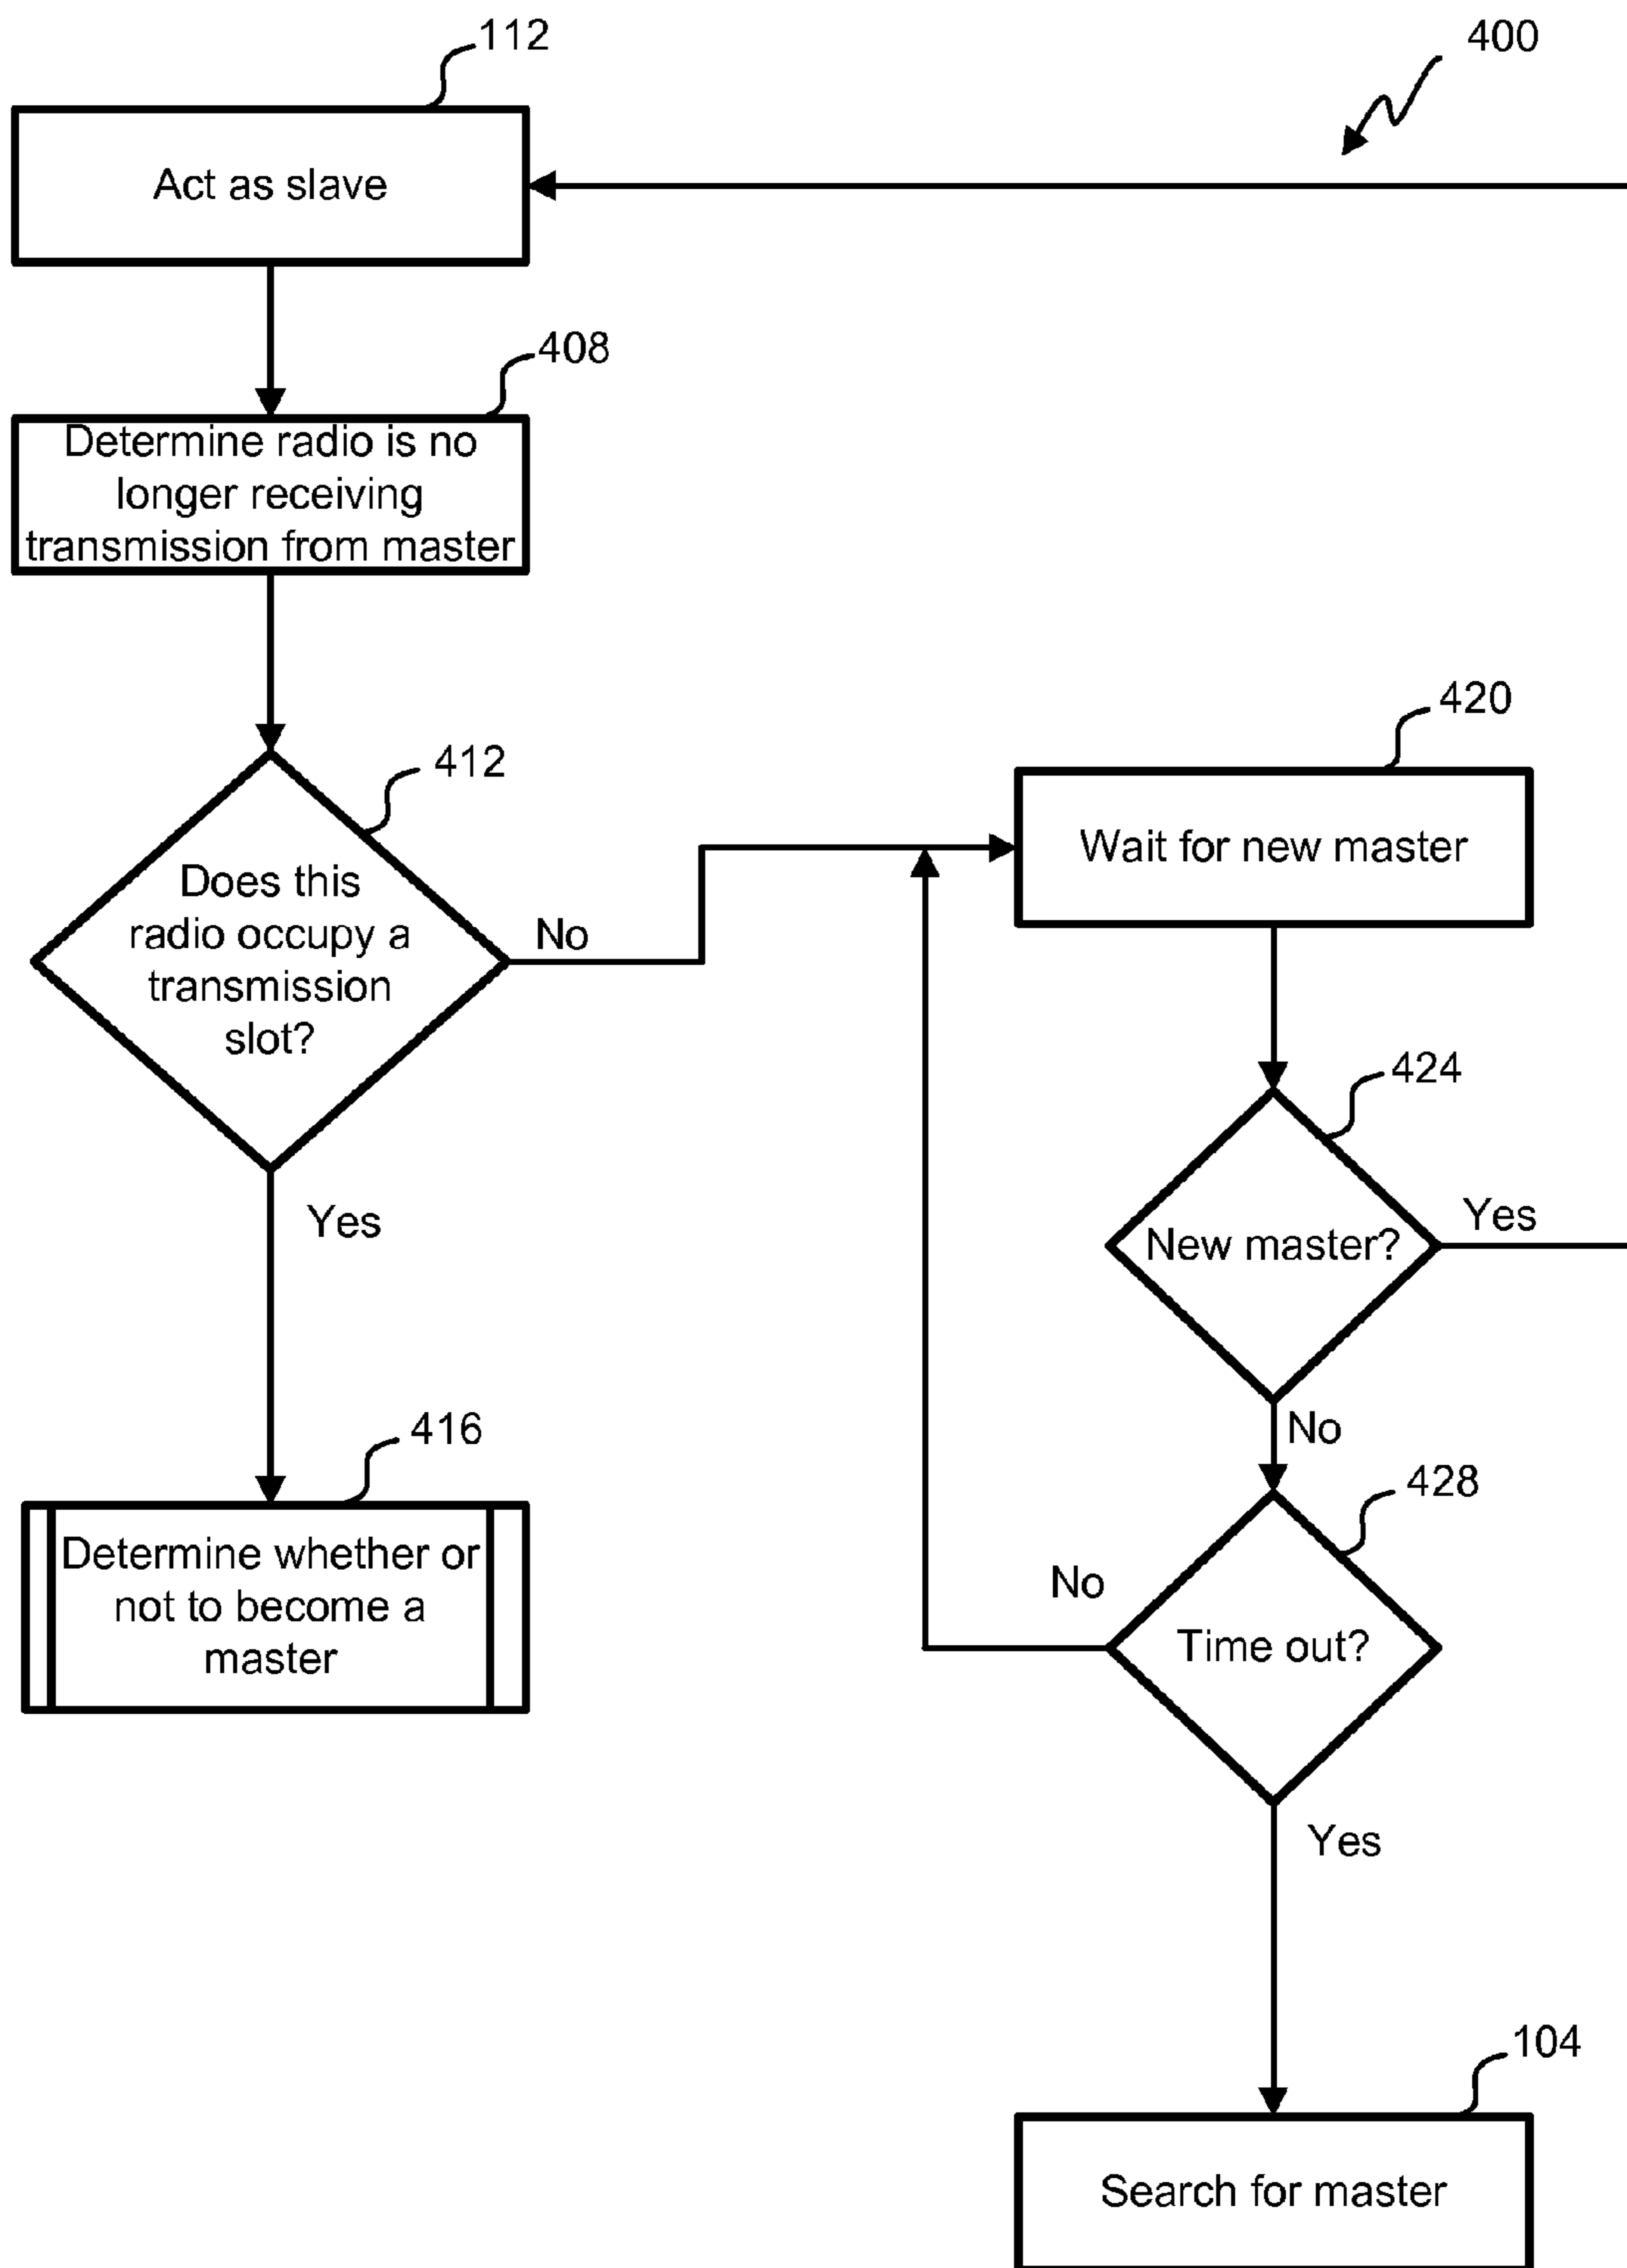 112
400
Act as slave
408
Determine radio is no
longer receiving
transmission from master
412
Does this
radio occupy a
transmission
slot?
No
Yes
416
Determine whether or
not to become a
master
420
Wait for new master
424
New master?
Yes
No
428
Time out?
No
Yes
104
Search for master